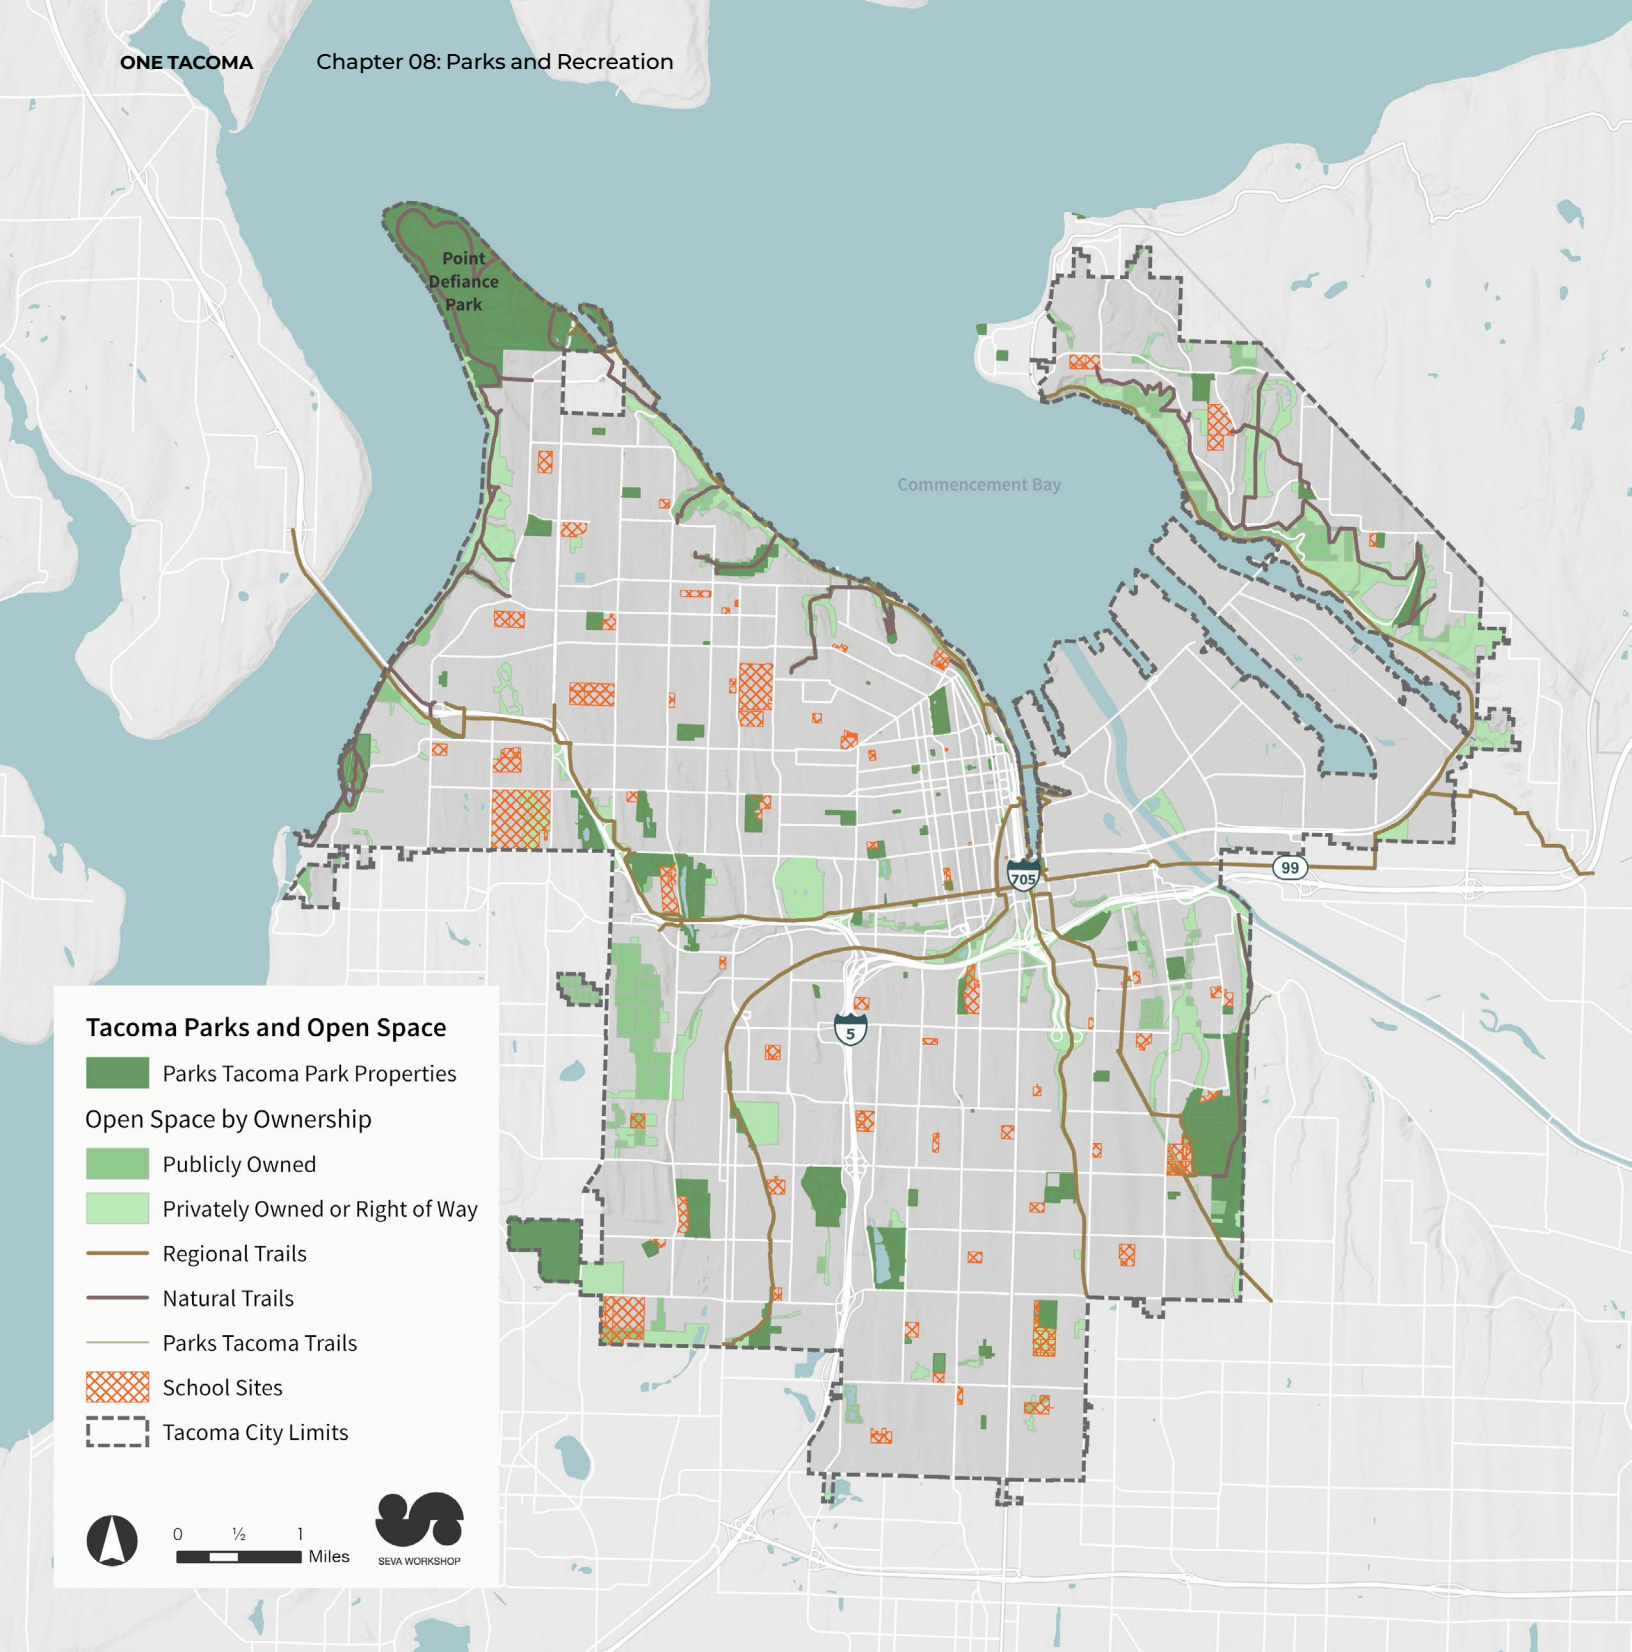 ONE TACOMA
Chapter 08: Parks and Recreation
Point
Defiance
Park
Commencement Bay
705
99
5
Tacoma Parks and Open Space
Parks Tacoma Park Properties
Open Space by Ownership
Publicly Owned
Privately Owned or Right of Way
Regional Trails
Natural Trails
Parks Tacoma Trails
School Sites
Tacoma City Limits
0 ½ 1
Miles
SEVA WORKSHOP